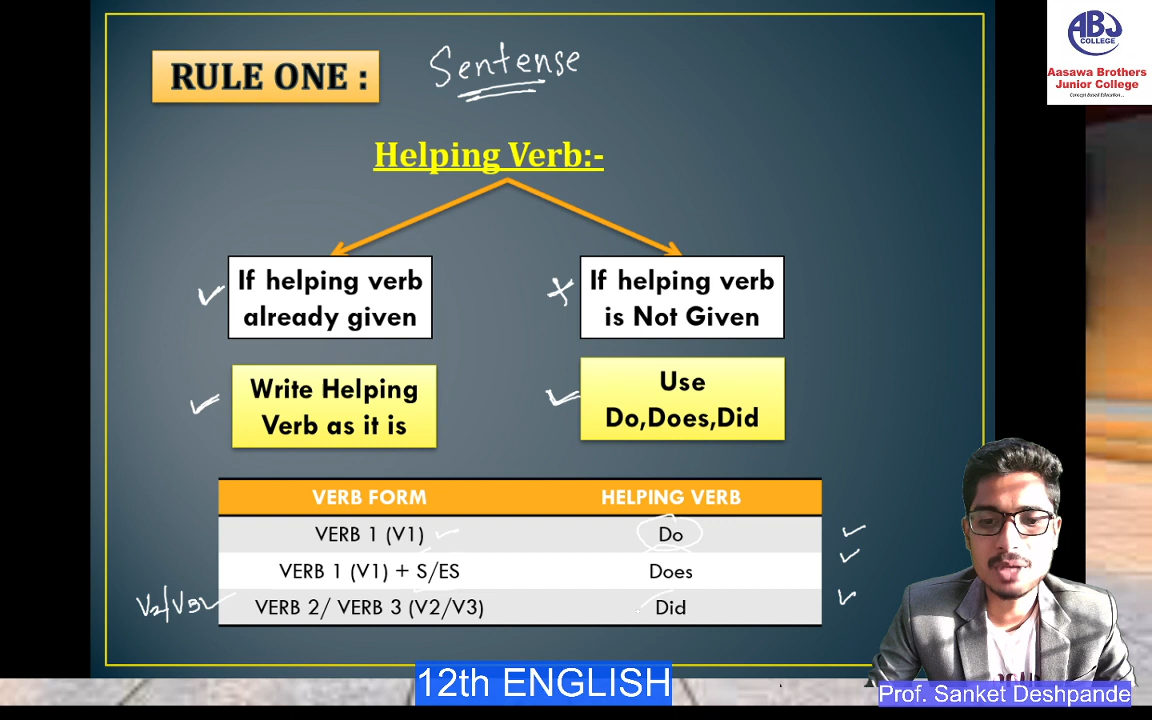 RULE ONE :
Sentense
ABJ
COLLEGE
Aasawa Brothers
Junior College
Concept Based Education...
Helping Verb:-
If helping verb
already given
If helping verb
is Not Given
Write Helping
Verb as it is
Use
Do,Does,Did
VERB FORM HELPING VERB
VERB 1 (V1) Do
VERB 1 (V1) + S/ES Does
V2/V3 VERB 2/ VERB 3 (V2/V3) Did
12th ENGLISH
Prof. Sanket Deshpande